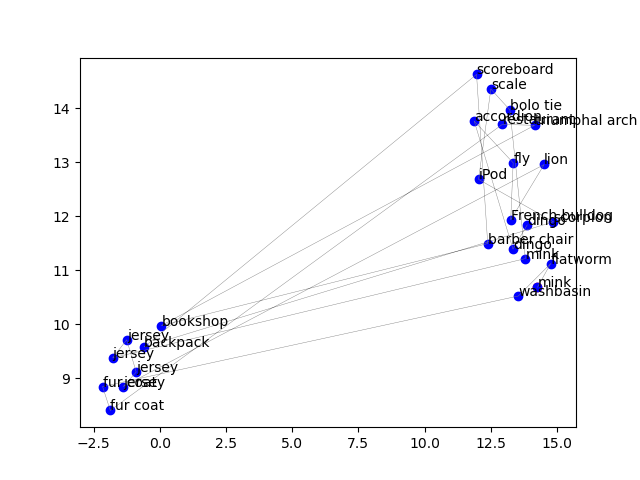 scoreboard
scale
bolo tie
accordion
restaurant
triumphal arch
fly
lion
iPod
French bulldog
scorpion
dingo
barber chair
dingo
mink
flatworm
mink
washbasin
bookshop
jersey
backpack
jersey
jersey
fur coat
jersey
fur coat
14
13
12
11
10
9
−2.5
0.0
2.5
5.0
7.5
10.0
12.5
15.0